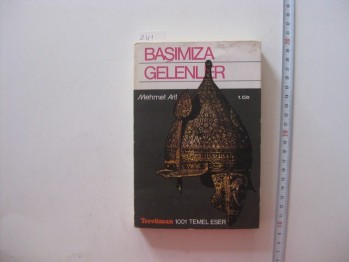 BAŞIMIZA
GELENLER
Mehmet Arif
1. Cilt
Tercüman 1001 TEMEL ESER